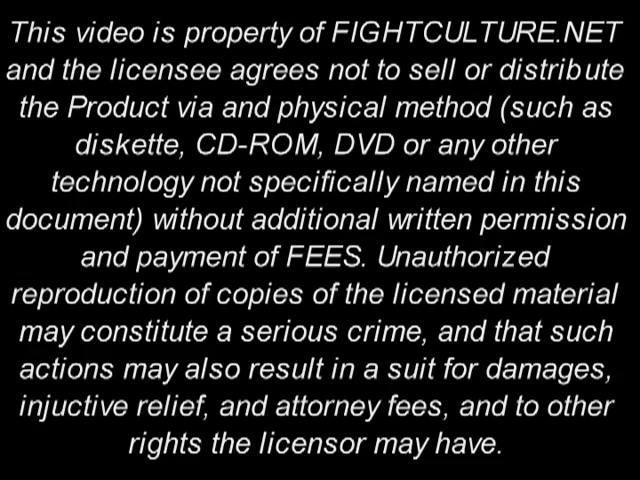 This video is property of FIGHTCULTURE.NET
and the licensee agrees not to sell or distribute
the Product via and physical method (such as
diskette, CD-ROM, DVD or any other
technology not specifically named in this
document) without additional written permission
and payment of FEES. Unauthorized
reproduction of copies of the licensed material
may constitute a serious crime, and that such
actions may also result in a suit for damages,
injuctive relief, and attorney fees, and to other
rights the licensor may have.